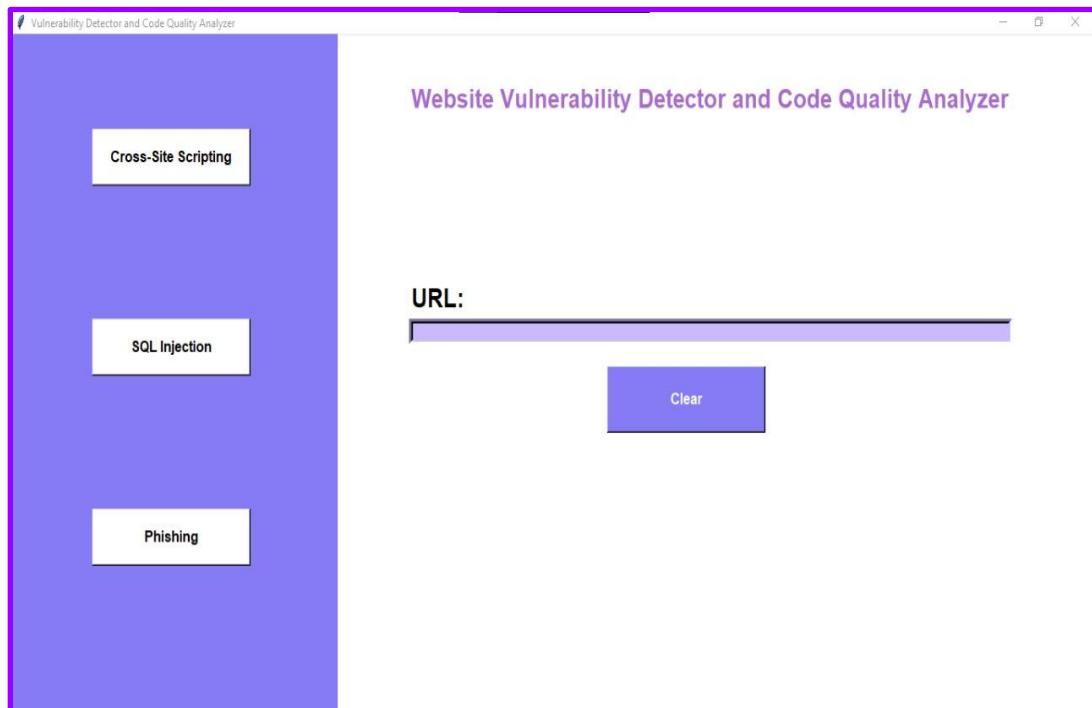 Vulnerability Detector and Code Quality Analyzer
Website Vulnerability Detector and Code Quality Analyzer
Cross-Site Scripting
URL:
SQL Injection
Clear
Phishing